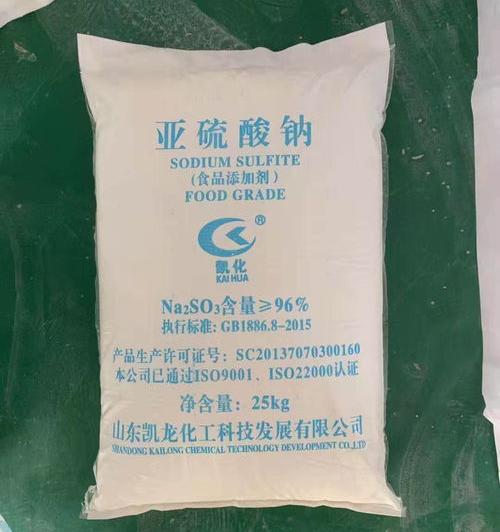 亚硫酸钠
SODIUM SULFITE
(食品添加剂)
FOOD GRADE
®
凯化
KAI HUA
Na₂SO₃含量≥96%
执行标准: GB1886.8-2015
产品生产许可证号: SC20137070300160
本公司已通过ISO9001、ISO22000认证
净含量: 25kg
山东凯龙化工科技发展有限公司
SHANDONG KAILONG CHEMICAL TECHNOLOGY DEVELOPMENT CO.,LTD